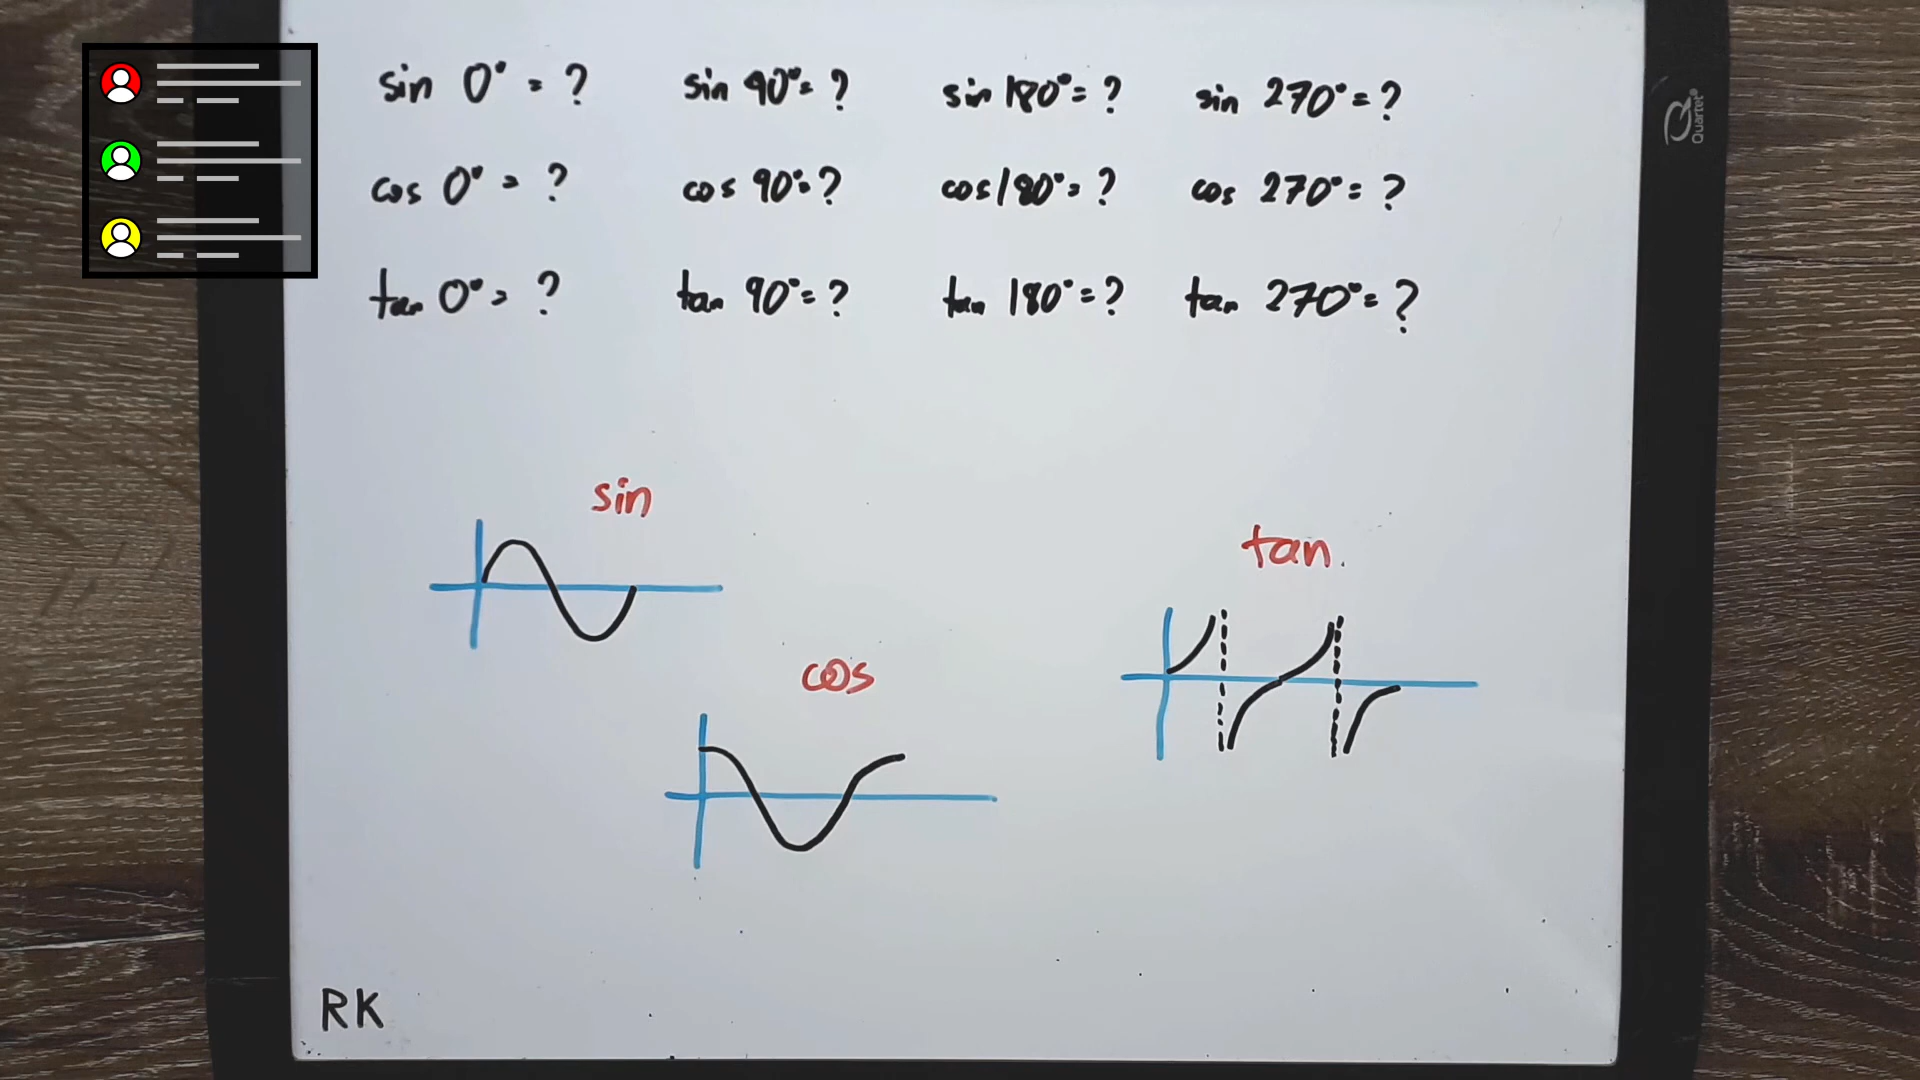 sin 0° = ? sin 90° = ? sin 180° = ? sin 270° = ?
cos 0° = ? cos 90° = ? cos 180° = ? cos 270° = ?
tan 0° = ? tan 90° = ? tan 180° = ? tan 270° = ?
sin
tan.
cos
RK
Quartet®